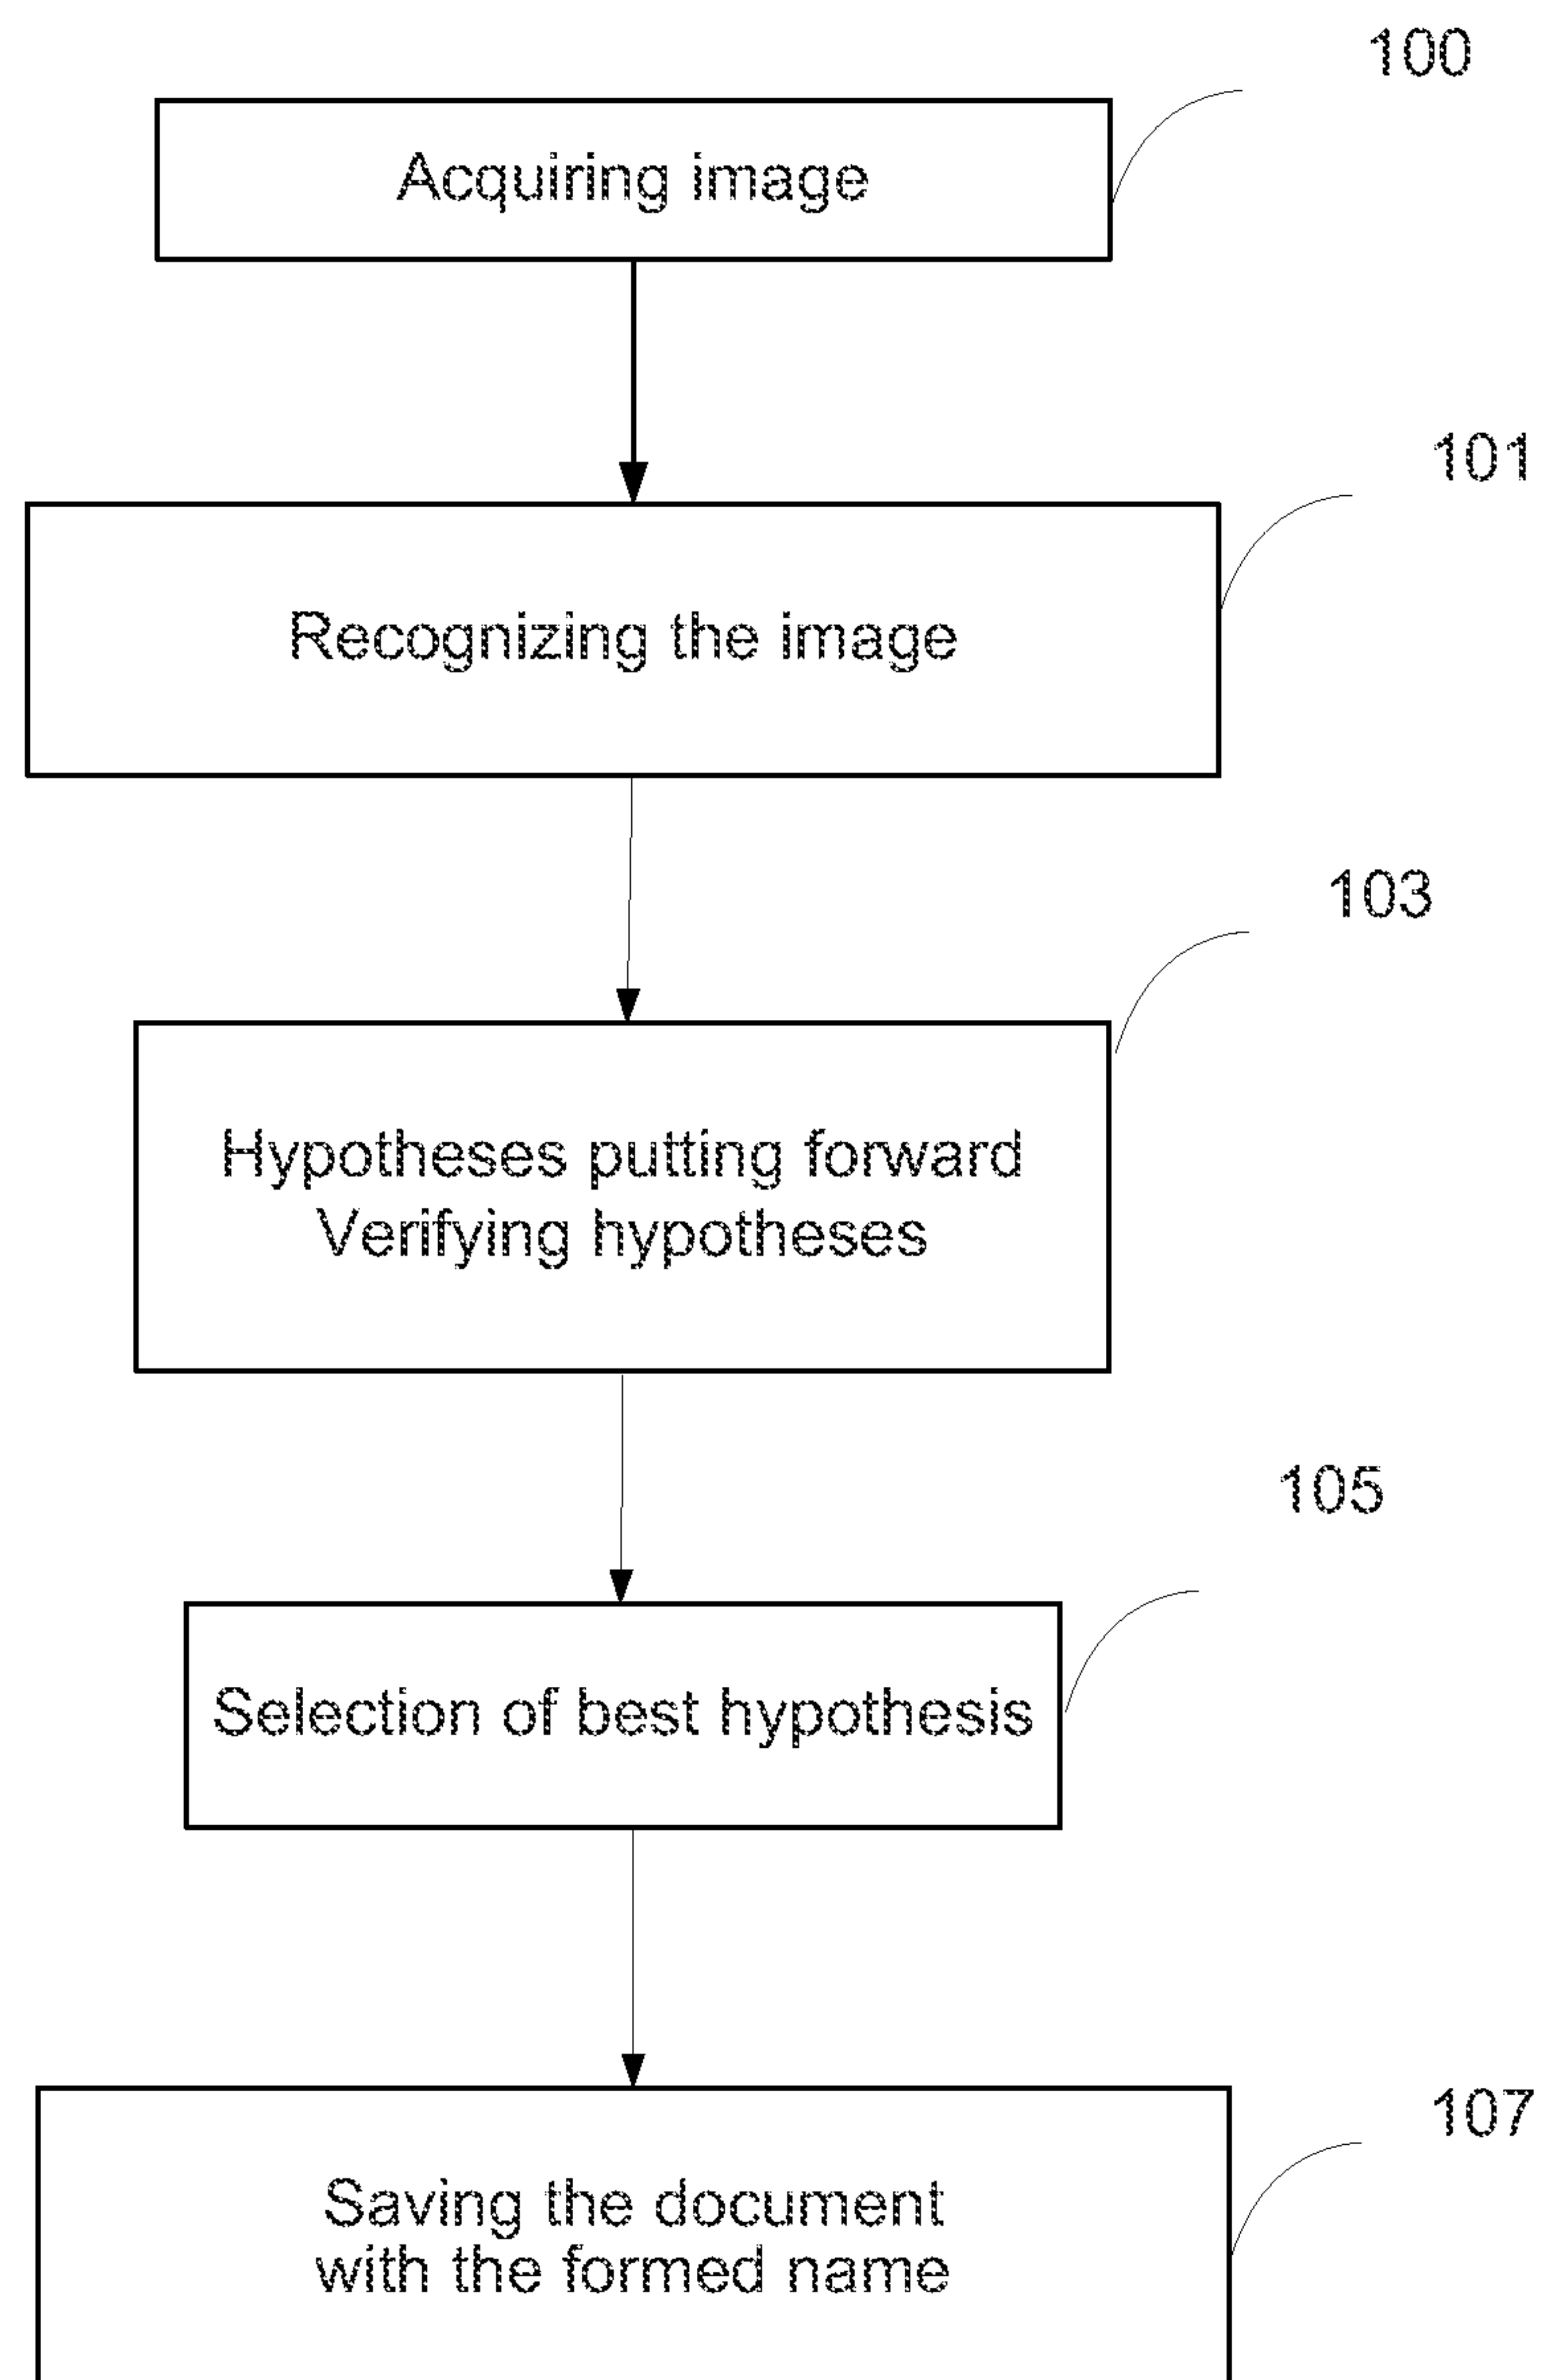 100
Acquiring image
101
Recognizing the image
103
Hypotheses putting forward
Verifying hypotheses
105
Selection of best hypothesis
107
Saving the document
with the formed name